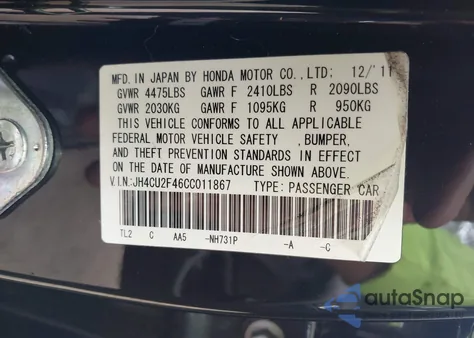 MFD. IN JAPAN BY HONDA MOTOR CO., LTD: 12/'11
GVWR 4475LBS GAWR F 2410LBS R 2090LBS
GVWR 2030KG GAWR F 1095KG R 950KG
THIS VEHICLE CONFORMS TO ALL APPLICABLE
FEDERAL MOTOR VEHICLE SAFETY , BUMPER,
AND THEFT PREVENTION STANDARDS IN EFFECT
ON THE DATE OF MANUFACTURE SHOWN ABOVE.
V.I.N:JH4CU2F46CC011867 TYPE: PASSENGER CAR
TL2 C AA5 -NH731P -A -C
autaSnap